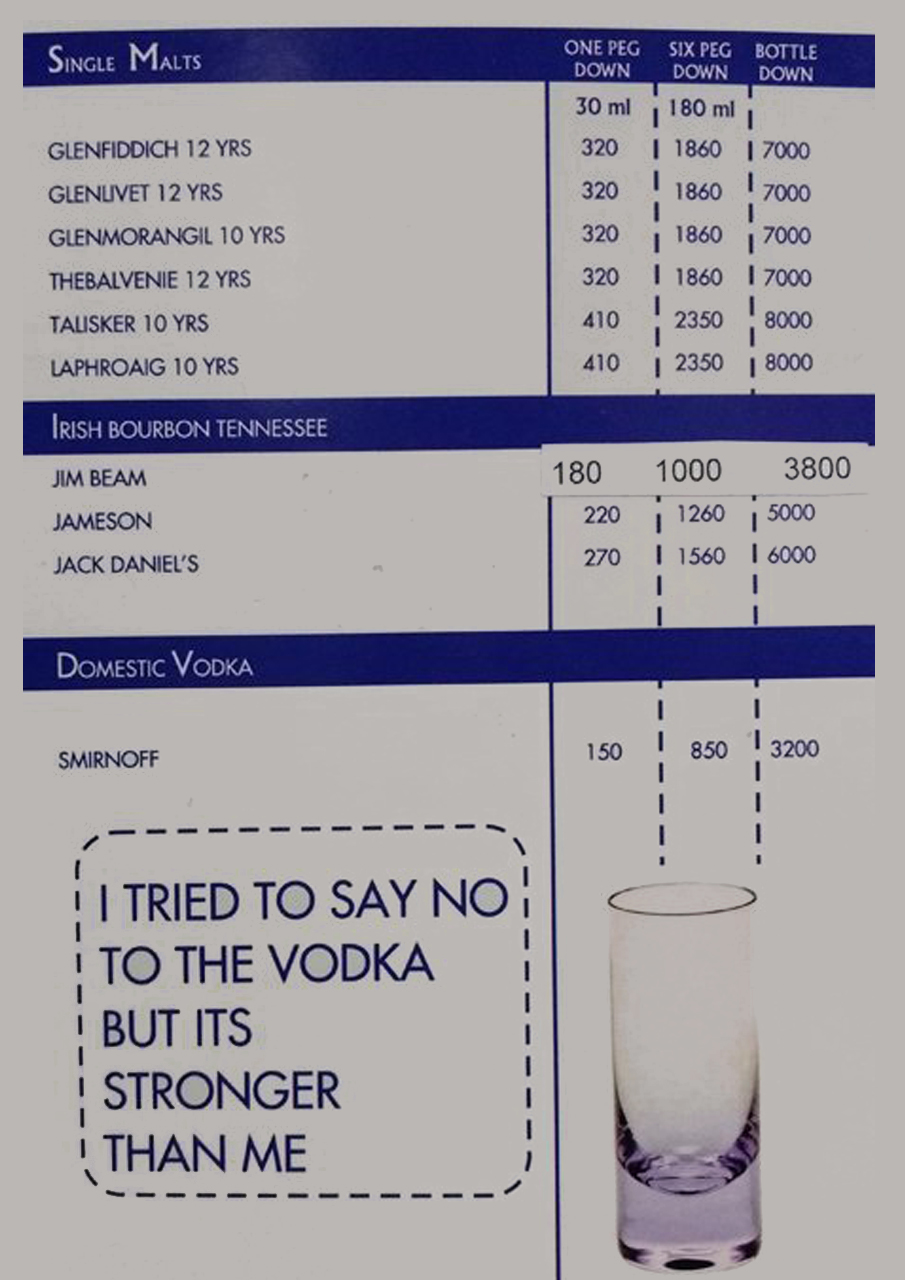 SINGLE MALTS ONE PEG DOWN SIX PEG DOWN BOTTLE DOWN
30 ml 180 ml
GLENFIDDICH 12 YRS 320 1860 7000
GLENLIVET 12 YRS 320 1860 7000
GLENMORANGIL 10 YRS 320 1860 7000
THEBALVENIE 12 YRS 320 1860 7000
TALISKER 10 YRS 410 2350 8000
LAPHROAIG 10 YRS 410 2350 8000
IRISH BOURBON TENNESSEE
JIM BEAM 180 1000 3800
JAMESON 220 1260 5000
JACK DANIEL'S 270 1560 6000
DOMESTIC VODKA
SMIRNOFF 150 850 3200
I TRIED TO SAY NO
TO THE VODKA
BUT ITS
STRONGER
THAN ME